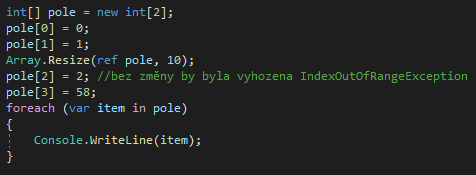 int[] pole = new int[2];
pole[0] = 0;
pole[1] = 1;
Array.Resize(ref pole, 10);
pole[2] = 2; //bez změny by byla vyhozena IndexOutOfRangeException
pole[3] = 58;
foreach (var item in pole)
{
    Console.WriteLine(item);
}